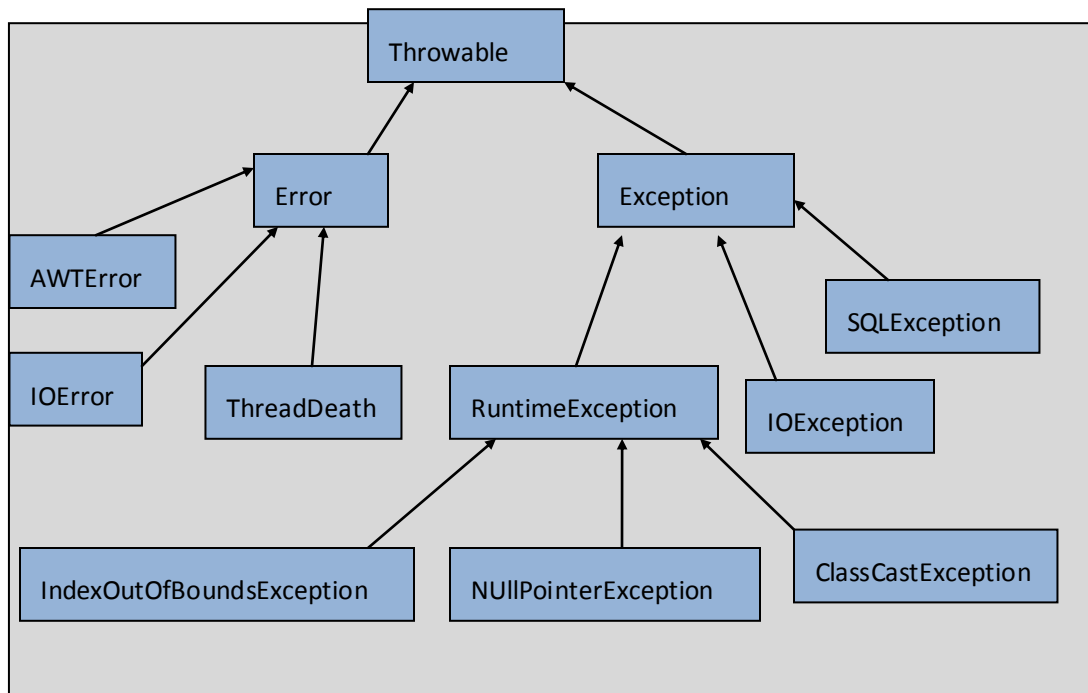 Throwable
Error
Exception
AWTError
SQLException
IOError
ThreadDeath
RuntimeException
IOException
IndexOutOfBoundsException
NUllPointerException
ClassCastException